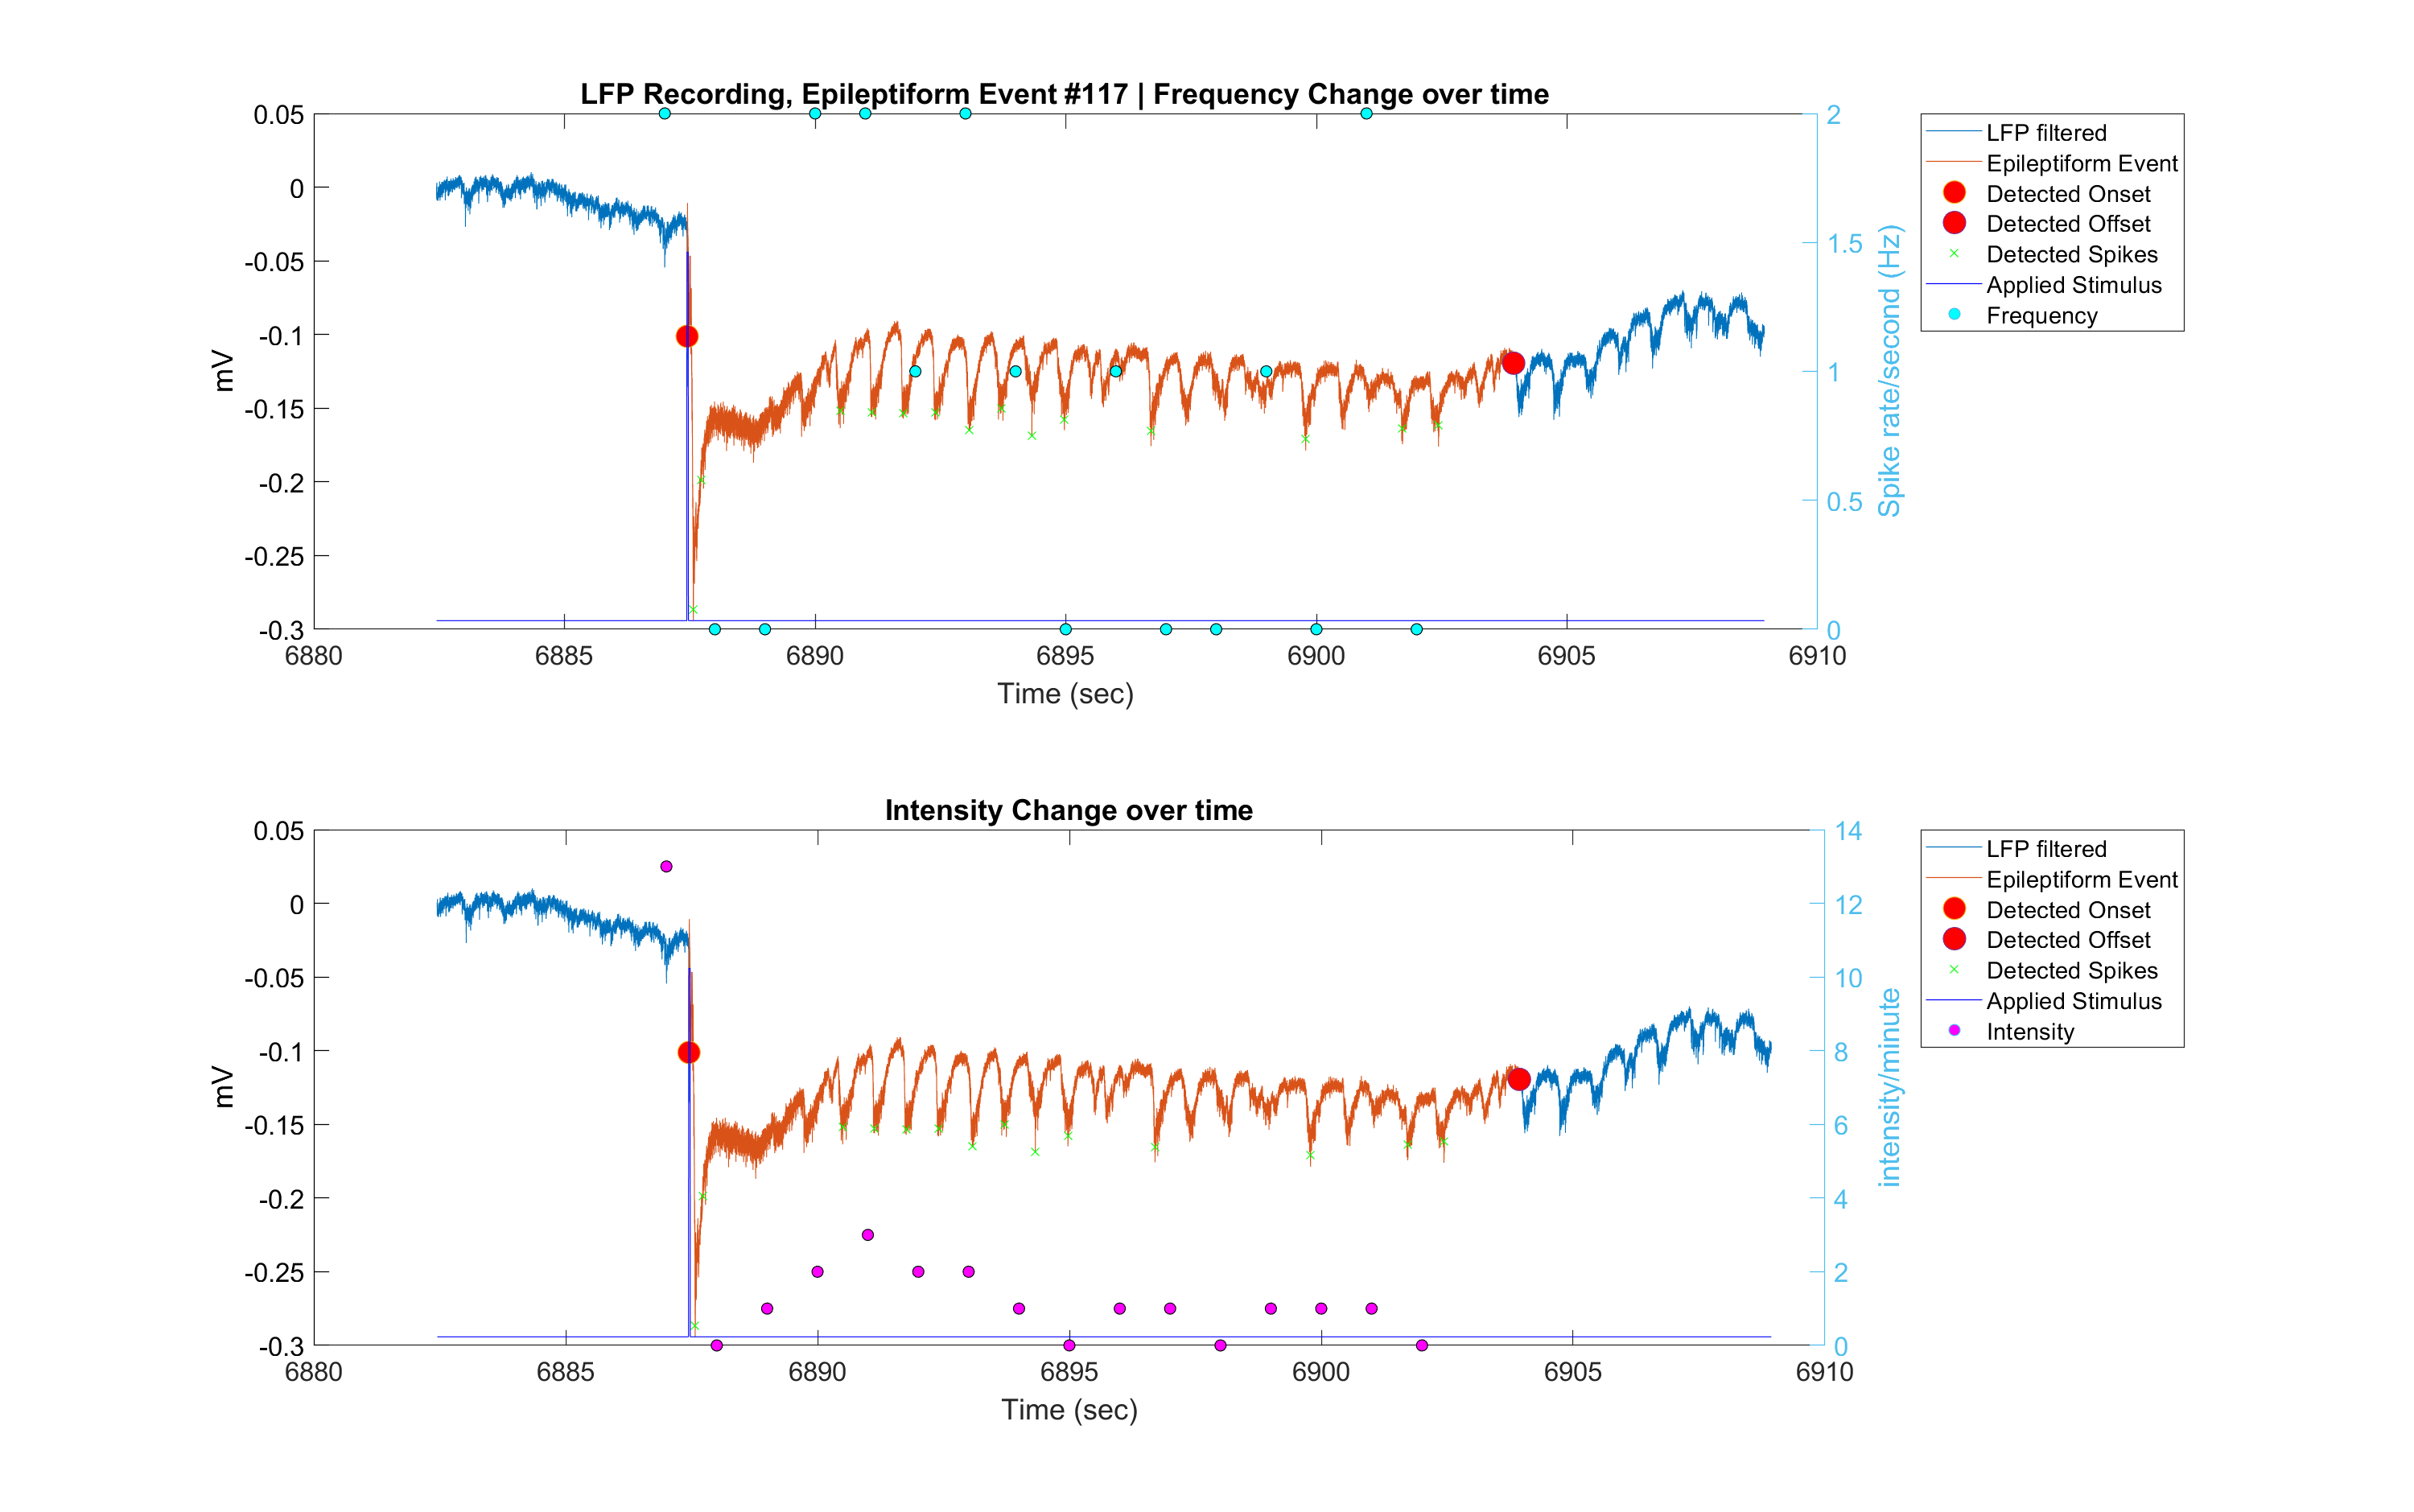 LFP Recording, Epileptiform Event #117 | Frequency Change over time
0.05
0
-0.05
-0.1
-0.15
-0.2
-0.25
-0.3
mV
2
1.5
1
0.5
0
Spike rate/second (Hz)
6880
6885
6890
6895
6900
6905
6910
Time (sec)
LFP filtered
Epileptiform Event
Detected Onset
Detected Offset
Detected Spikes
Applied Stimulus
Frequency
Intensity Change over time
0.05
0
-0.05
-0.1
-0.15
-0.2
-0.25
-0.3
mV
14
12
10
8
6
4
2
0
intensity/minute
6880
6885
6890
6895
6900
6905
6910
Time (sec)
LFP filtered
Epileptiform Event
Detected Onset
Detected Offset
Detected Spikes
Applied Stimulus
Intensity